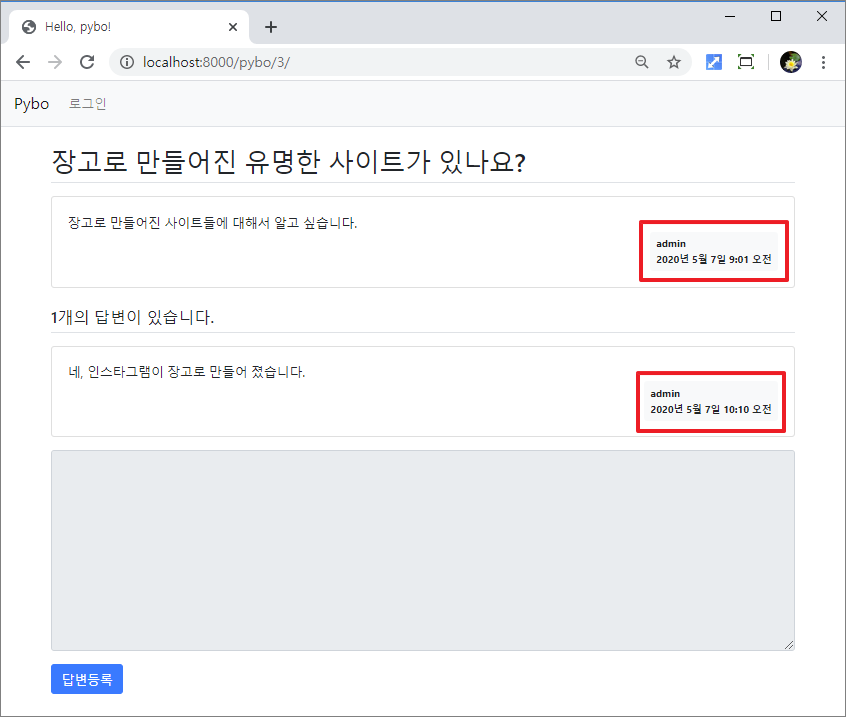 Hello, pybo!
localhost:8000/pybo/3/
Pybo 로그인
장고로 만들어진 유명한 사이트가 있나요?
장고로 만들어진 사이트들에 대해서 알고 싶습니다.
admin
2020년 5월 7일 9:01 오전
1개의 답변이 있습니다.
네, 인스타그램이 장고로 만들어 졌습니다.
admin
2020년 5월 7일 10:10 오전
답변등록